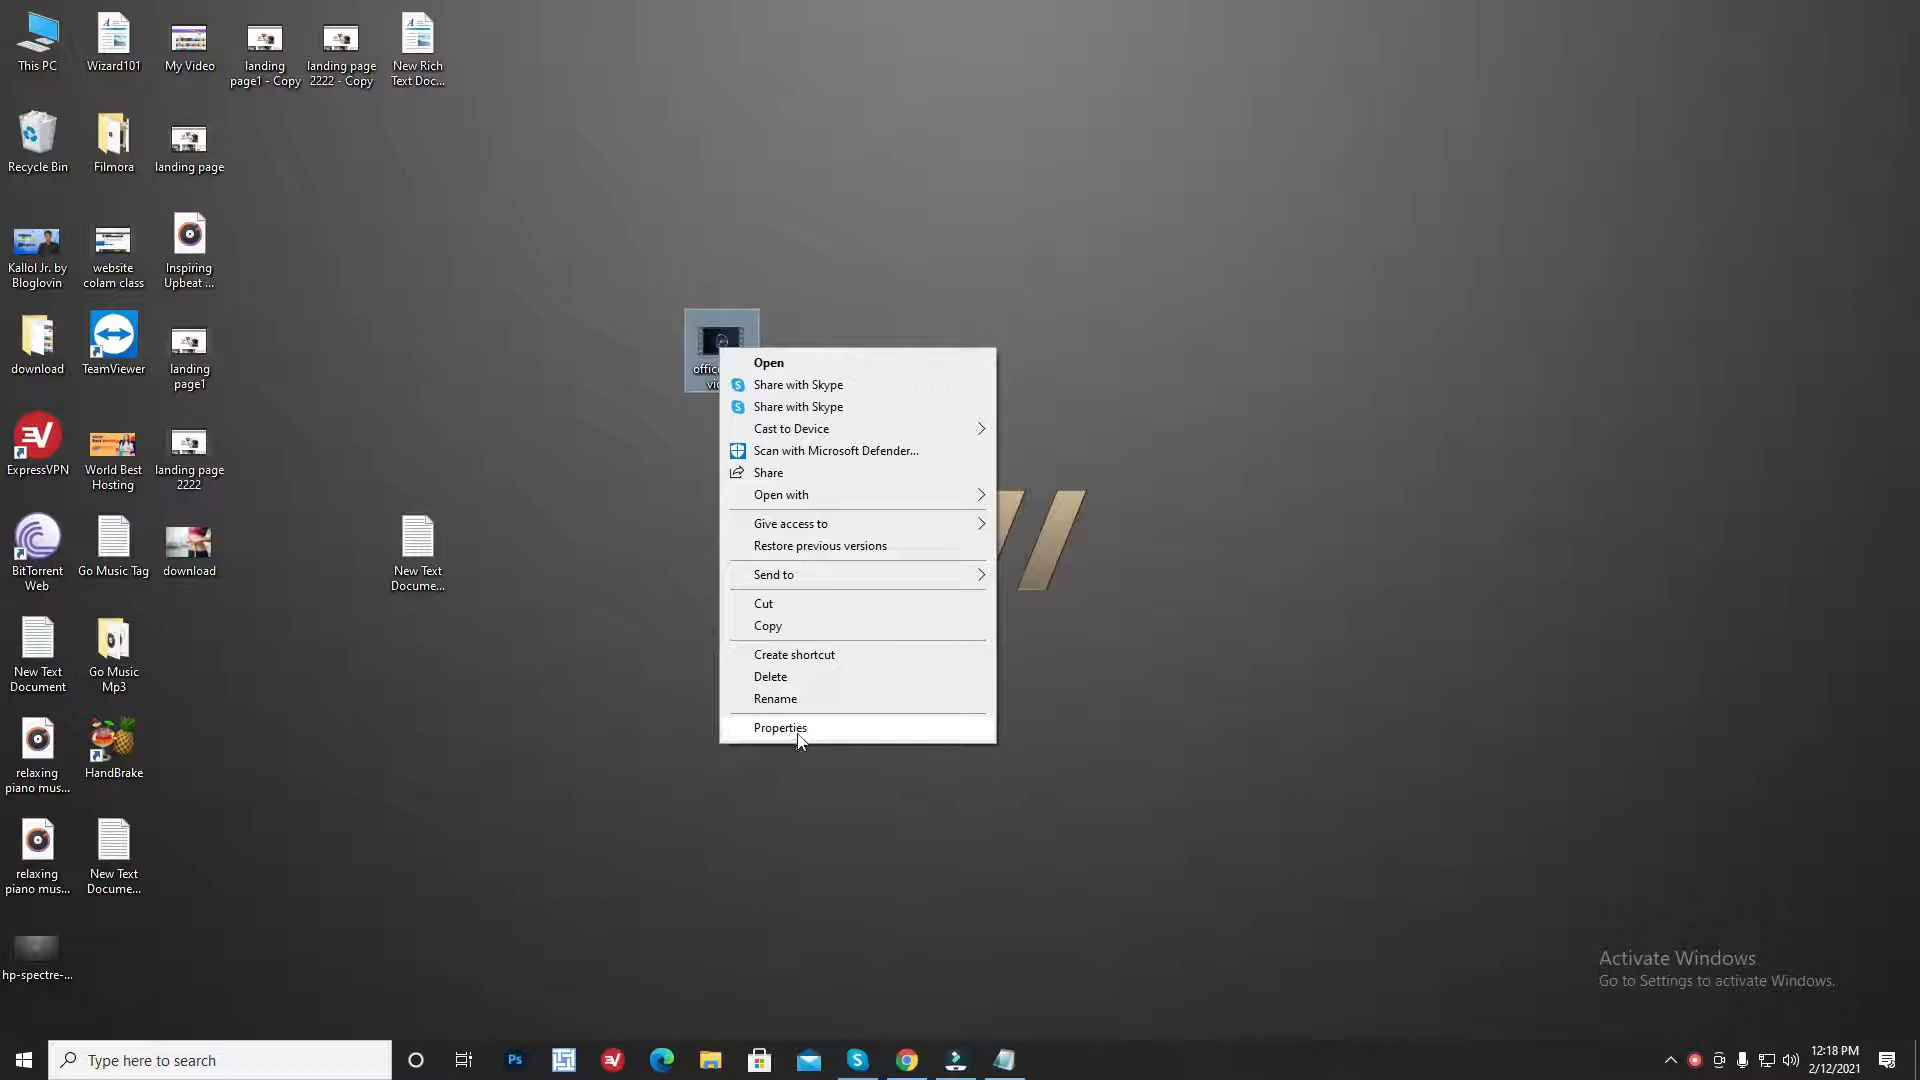 This PC
Wizard101
My Video
landing
page1 - Copy
landing page
2222 - Copy
New Rich
Text Doc...
Recycle Bin
Filmora
landing page
Kallol Jr. by
Bloglovin
website
colam class
Inspiring
Upbeat ...
download
TeamViewer
landing
page1
ExpressVPN
World Best
Hosting
landing page
2222
BitTorrent
Web
Go Music Tag
download
New Text
Docume...
New Text
Document
Go Music
Mp3
relaxing
piano mus...
HandBrake
relaxing
piano mus...
New Text
Docume...
hp-spectre-...
Open
Share with Skype
Share with Skype
Cast to Device
Scan with Microsoft Defender...
Share
Open with
Give access to
Restore previous versions
Send to
Cut
Copy
Create shortcut
Delete
Rename
Properties
Activate Windows
Go to Settings to activate Windows.
Type here to search
Ps
12:18 PM
2/12/2021